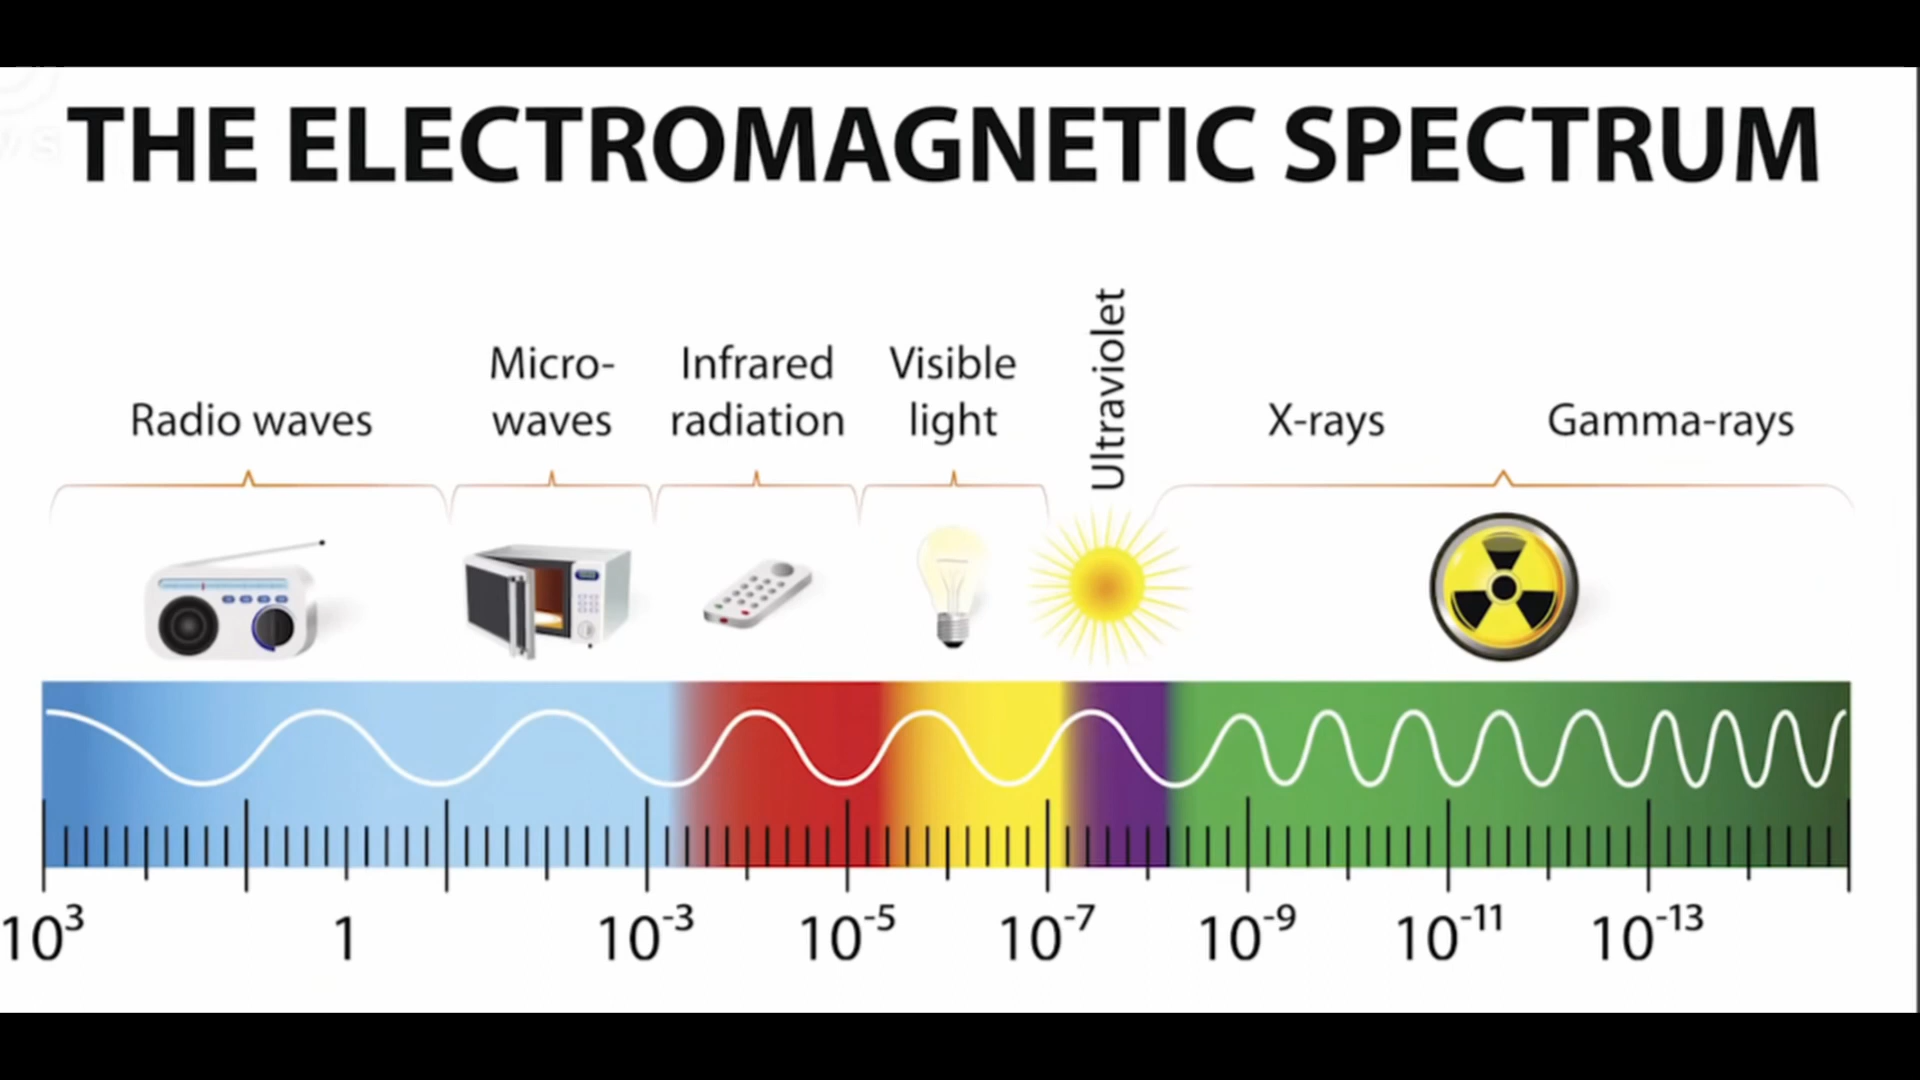 THE ELECTROMAGNETIC SPECTRUM
Radio waves
Micro-
waves
Infrared
radiation
Visible
light
Ultraviolet
X-rays
Gamma-rays
10³ 1 10⁻³ 10⁻⁵ 10⁻⁷ 10⁻⁹ 10⁻¹¹ 10⁻¹³